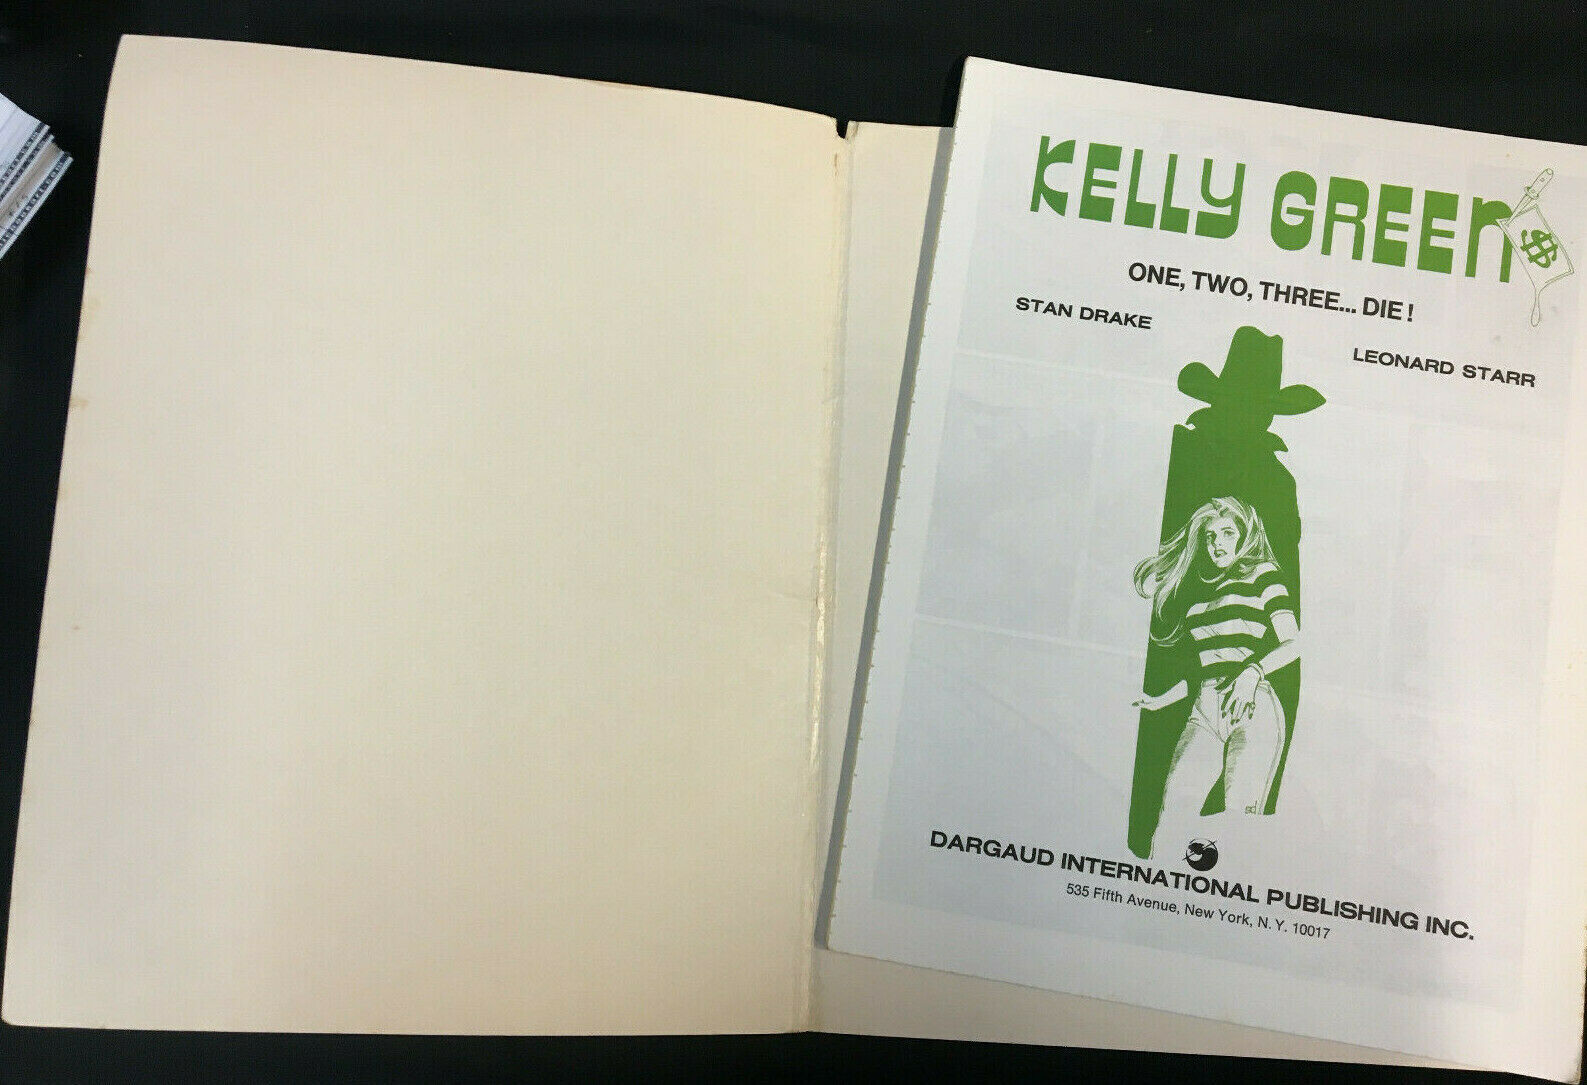 KELLY GREEN
$
ONE, TWO, THREE... DIE !
STAN DRAKE
LEONARD STARR
sd
DARGAUD INTERNATIONAL PUBLISHING INC.
535 Fifth Avenue, New York, N. Y. 10017